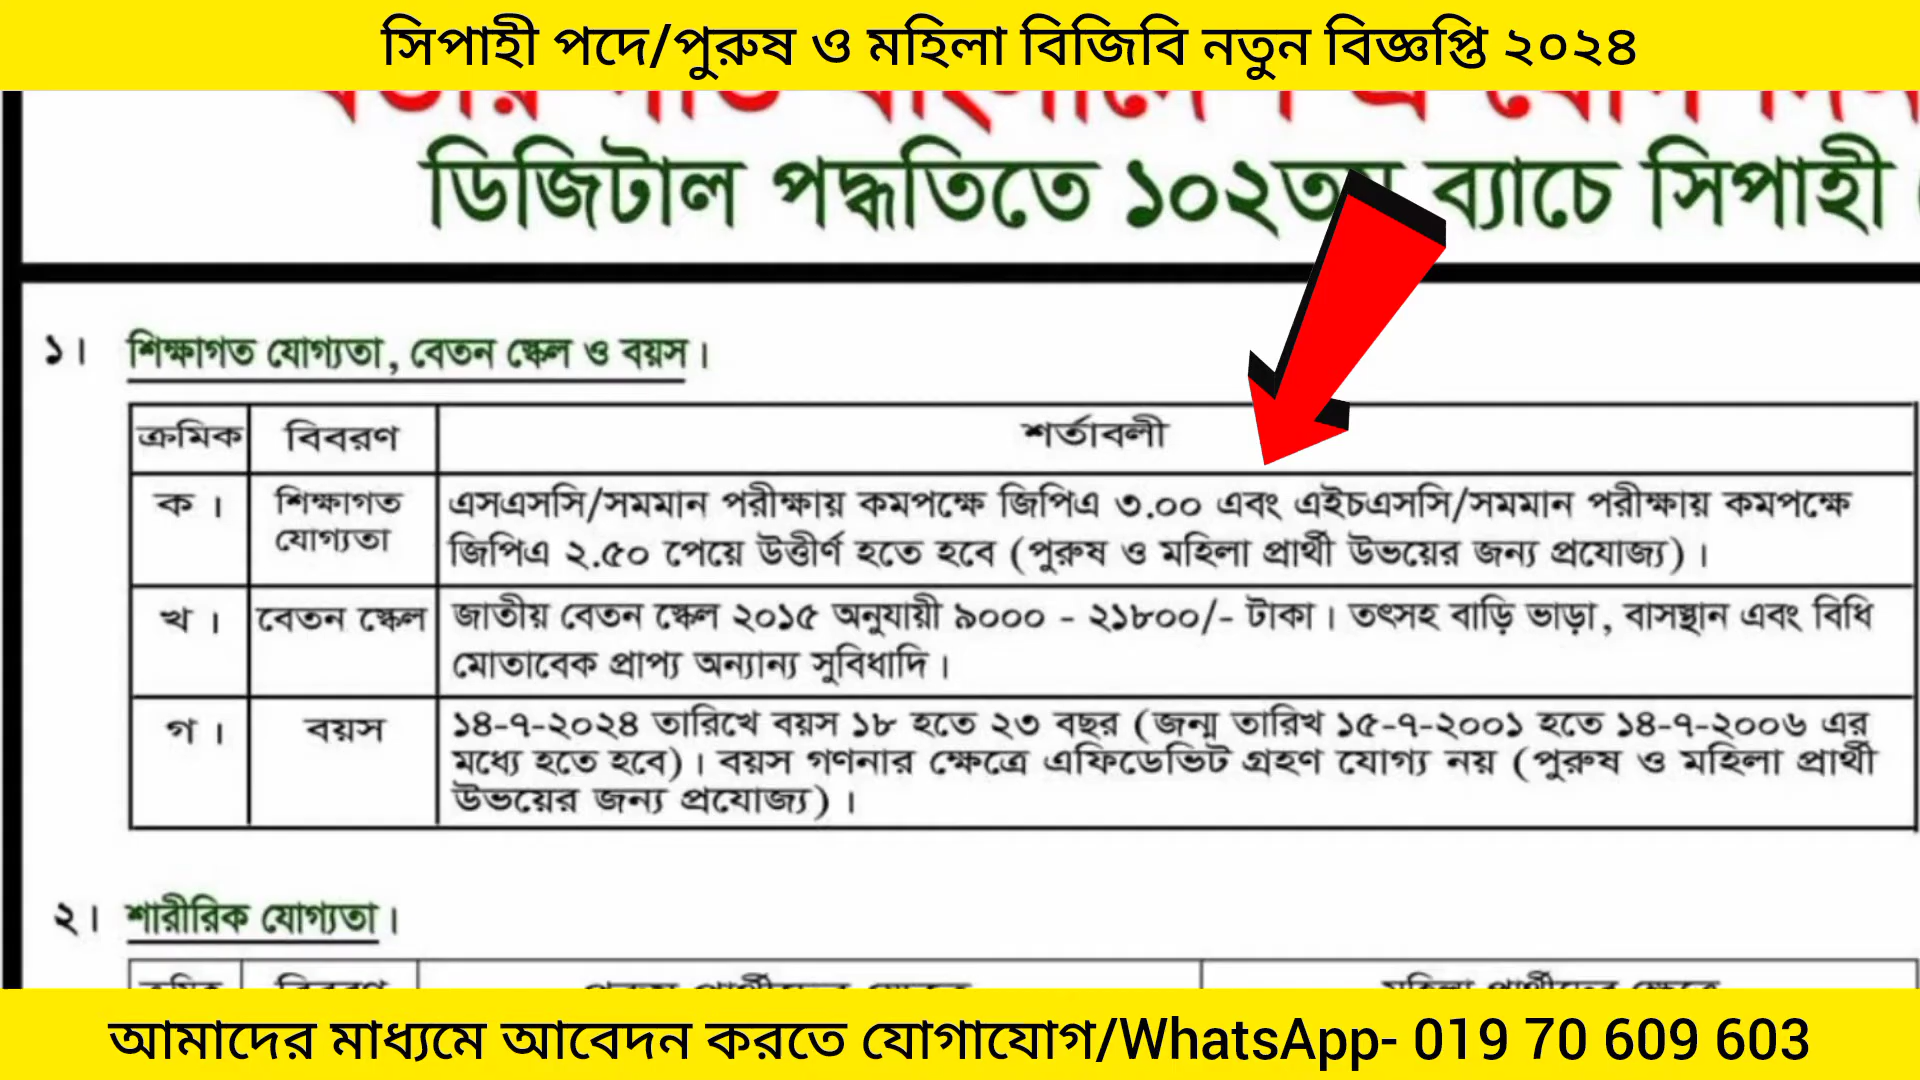 সিপাহী পদে/পুরুষ ও মহিলা বিজিবি নতুন বিজ্ঞপ্তি ২০২৪
ডিজিটাল পদ্ধতিতে ১০২তম ব্যাচে সিপাহী
১। শিক্ষাগত যোগ্যতা, বেতন স্কেল ও বয়স।
ক্রমিক বিবরণ শর্তাবলী
ক। শিক্ষাগত যোগ্যতা এসএসসি/সমমান পরীক্ষায় কমপক্ষে জিপিএ ৩.০০ এবং এইচএসসি/সমমান পরীক্ষায় কমপক্ষে
জিপিএ ২.৫০ পেয়ে উত্তীর্ণ হতে হবে (পুরুষ ও মহিলা প্রার্থী উভয়ের জন্য প্রযোজ্য)।
খ। বেতন স্কেল জাতীয় বেতন স্কেল ২০১৫ অনুযায়ী ৯০০০ - ২১৮০০/- টাকা। তৎসহ বাড়ি ভাড়া, বাসস্থান এবং বিধি
মোতাবেক প্রাপ্য অন্যান্য সুবিধাদি।
গ। বয়স ১৪-৭-২০২৪ তারিখে বয়স ১৮ হতে ২৩ বছর (জন্ম তারিখ ১৫-৭-২০০১ হতে ১৪-৭-২০০৬ এর
মধ্যে হতে হবে)। বয়স গণনার ক্ষেত্রে এফিডেভিট গ্রহণ যোগ্য নয় (পুরুষ ও মহিলা প্রার্থী
উভয়ের জন্য প্রযোজ্য)।
২। শারীরিক যোগ্যতা।
আমাদের মাধ্যমে আবেদন করতে যোগাযোগ/WhatsApp- 019 70 609 603